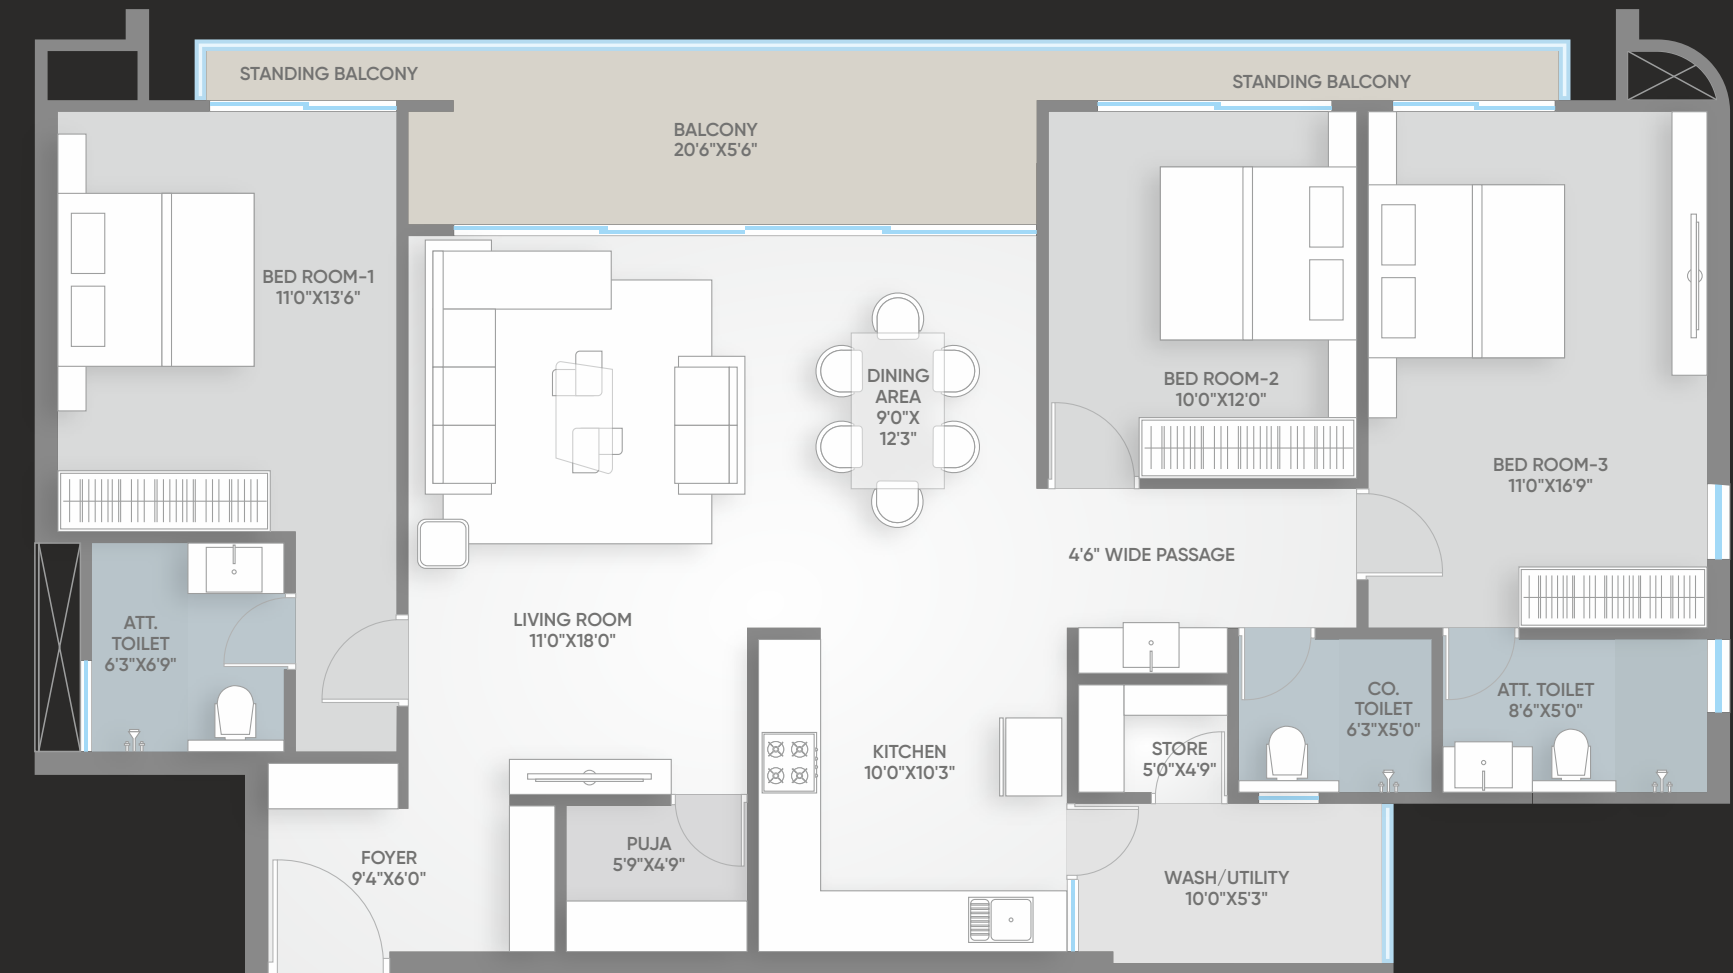 STANDING BALCONY
STANDING BALCONY
BALCONY
20'6"X5'6"
BED ROOM-1
11'0"X13'6"
DINING
AREA
9'0"X
12'3"
BED ROOM-2
10'0"X12'0"
BED ROOM-3
11'0"X16'9"
4'6" WIDE PASSAGE
ATT.
TOILET
6'3"X6'9"
LIVING ROOM
11'0"X18'0"
CO.
TOILET
6'3"X5'0"
ATT. TOILET
8'6"X5'0"
KITCHEN
10'0"X10'3"
STORE
5'0"X4'9"
PUJA
5'9"X4'9"
FOYER
9'4"X6'0"
WASH/UTILITY
10'0"X5'3"